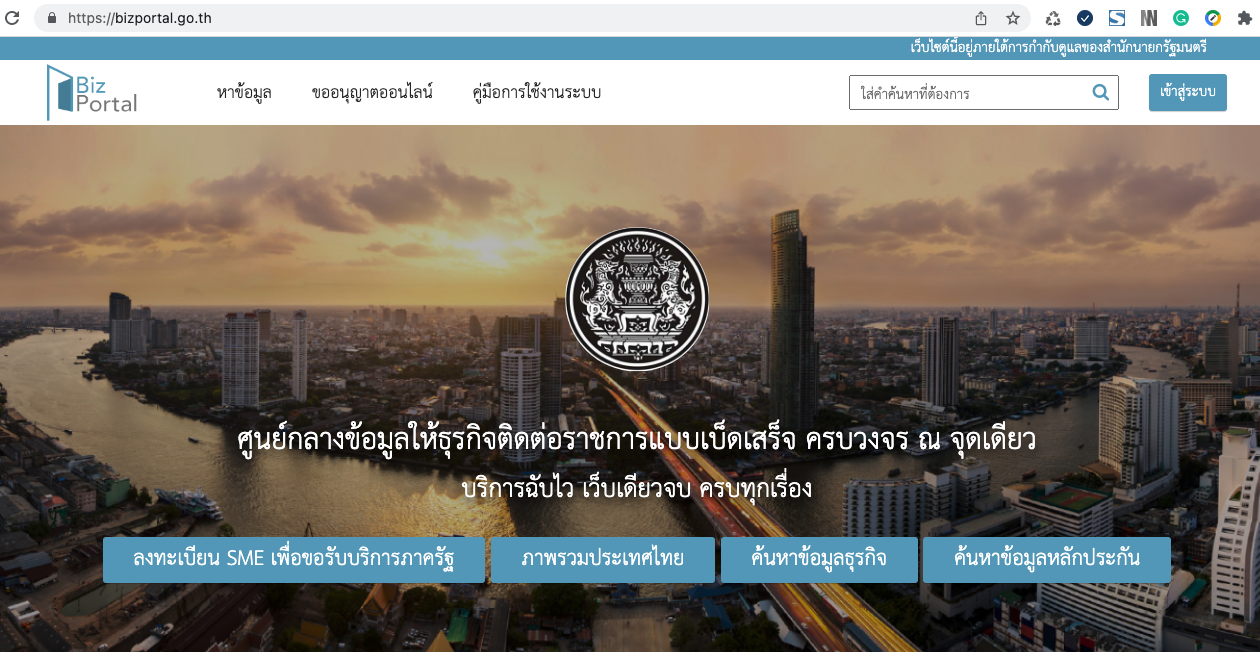 https://bizportal.go.th
เว็บไซต์นี้อยู่ภายใต้การกำกับดูแลของสำนักนายกรัฐมนตรี
Biz
Portal
หาข้อมูล
ขออนุญาตออนไลน์
คู่มือการใช้งานระบบ
ใส่คำค้นหาที่ต้องการ
เข้าสู่ระบบ
ศูนย์กลางข้อมูลให้ธุรกิจติดต่อราชการแบบเบ็ดเสร็จ ครบวงจร ณ จุดเดียว
บริการฉับไว เว็บเดียวจบ ครบทุกเรื่อง
ลงทะเบียน SME เพื่อขอรับบริการภาครัฐ
ภาพรวมประเทศไทย
ค้นหาข้อมูลธุรกิจ
ค้นหาข้อมูลหลักประกัน